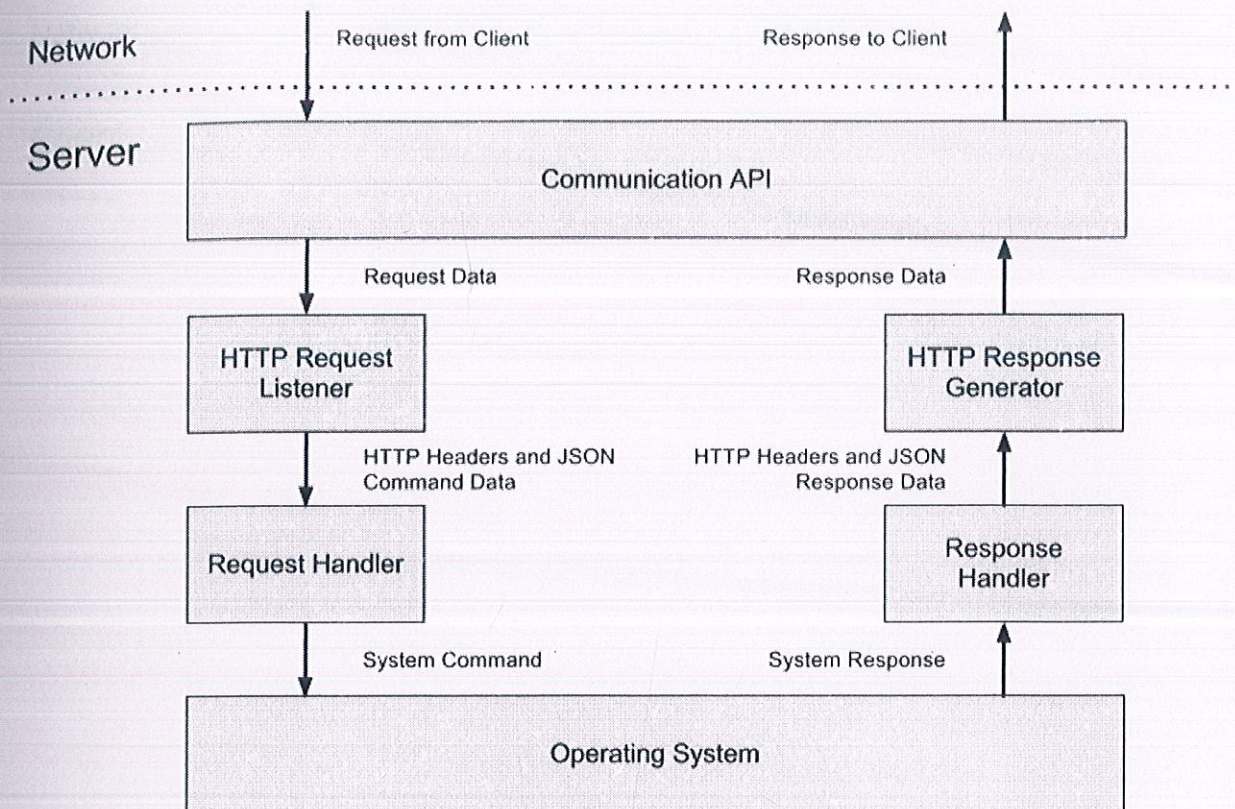 Network
Request from Client
Response to Client
Server
Communication API
Request Data
Response Data
HTTP Request
Listener
HTTP Response
Generator
HTTP Headers and JSON
Command Data
HTTP Headers and JSON
Response Data
Request Handler
Response
Handler
System Command
System Response
Operating System